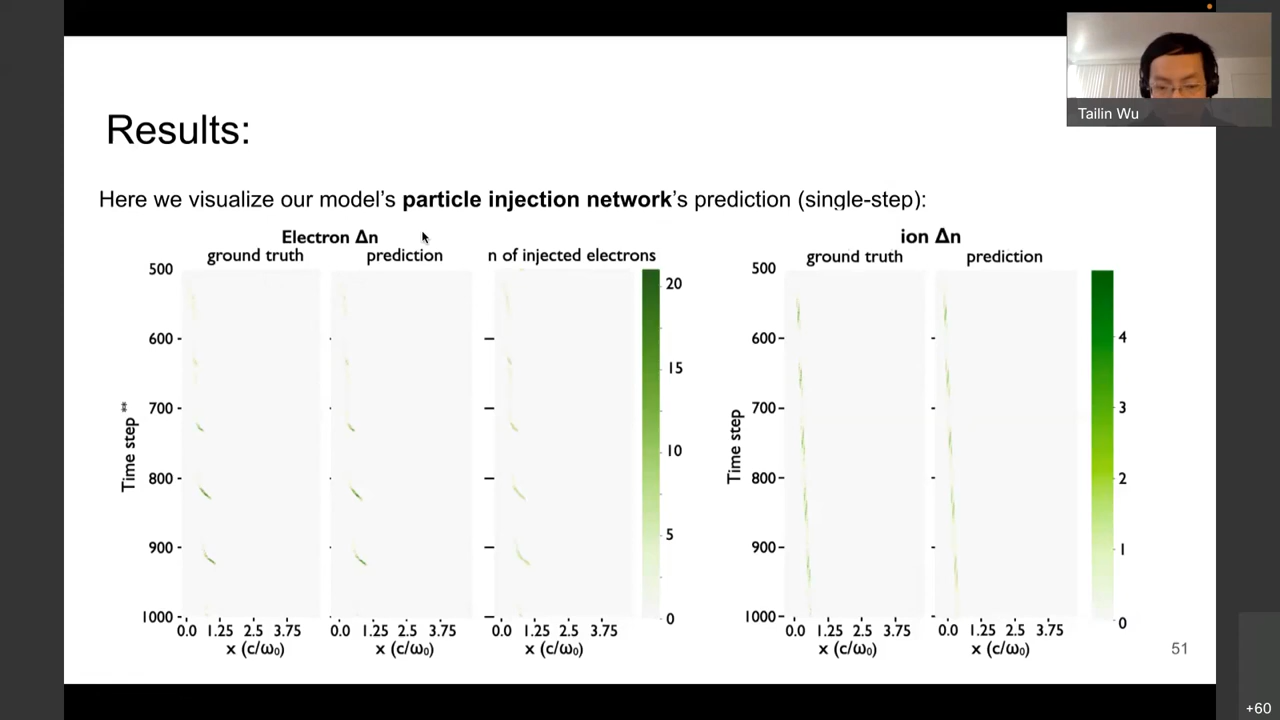 Tailin Wu
Results:
Here we visualize our model's particle injection network's prediction (single-step):
Electron Δn
ground truth
prediction
n of injected electrons
500
600
700
800
900
1000
Time step **
0.0 1.25 2.5 3.75
x (c/ω₀)
0.0 1.25 2.5 3.75
x (c/ω₀)
0.0 1.25 2.5 3.75
x (c/ω₀)
20
15
10
5
0
ion Δn
ground truth
prediction
500
600
700
800
900
1000
Time step
0.0 1.25 2.5 3.75
x (c/ω₀)
0.0 1.25 2.5 3.75
x (c/ω₀)
4
3
2
1
0
51
+60